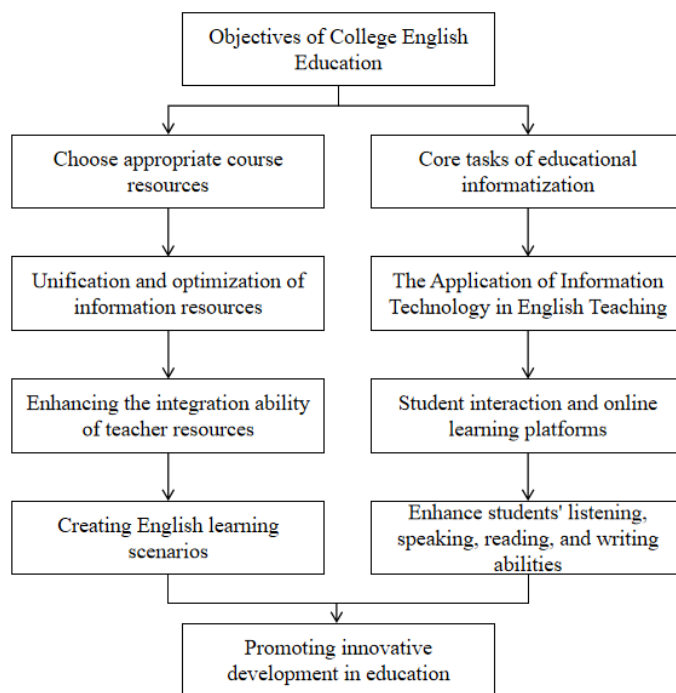 Objectives of College English
Education
Choose appropriate course
resources
Core tasks of educational
informatization
Unification and optimization of
information resources
The Application of Information
Technology in English Teaching
Enhancing the integration ability
of teacher resources
Student interaction and online
learning platforms
Creating English learning
scenarios
Enhance students' listening,
speaking, reading, and writing
abilities
Promoting innovative
development in education